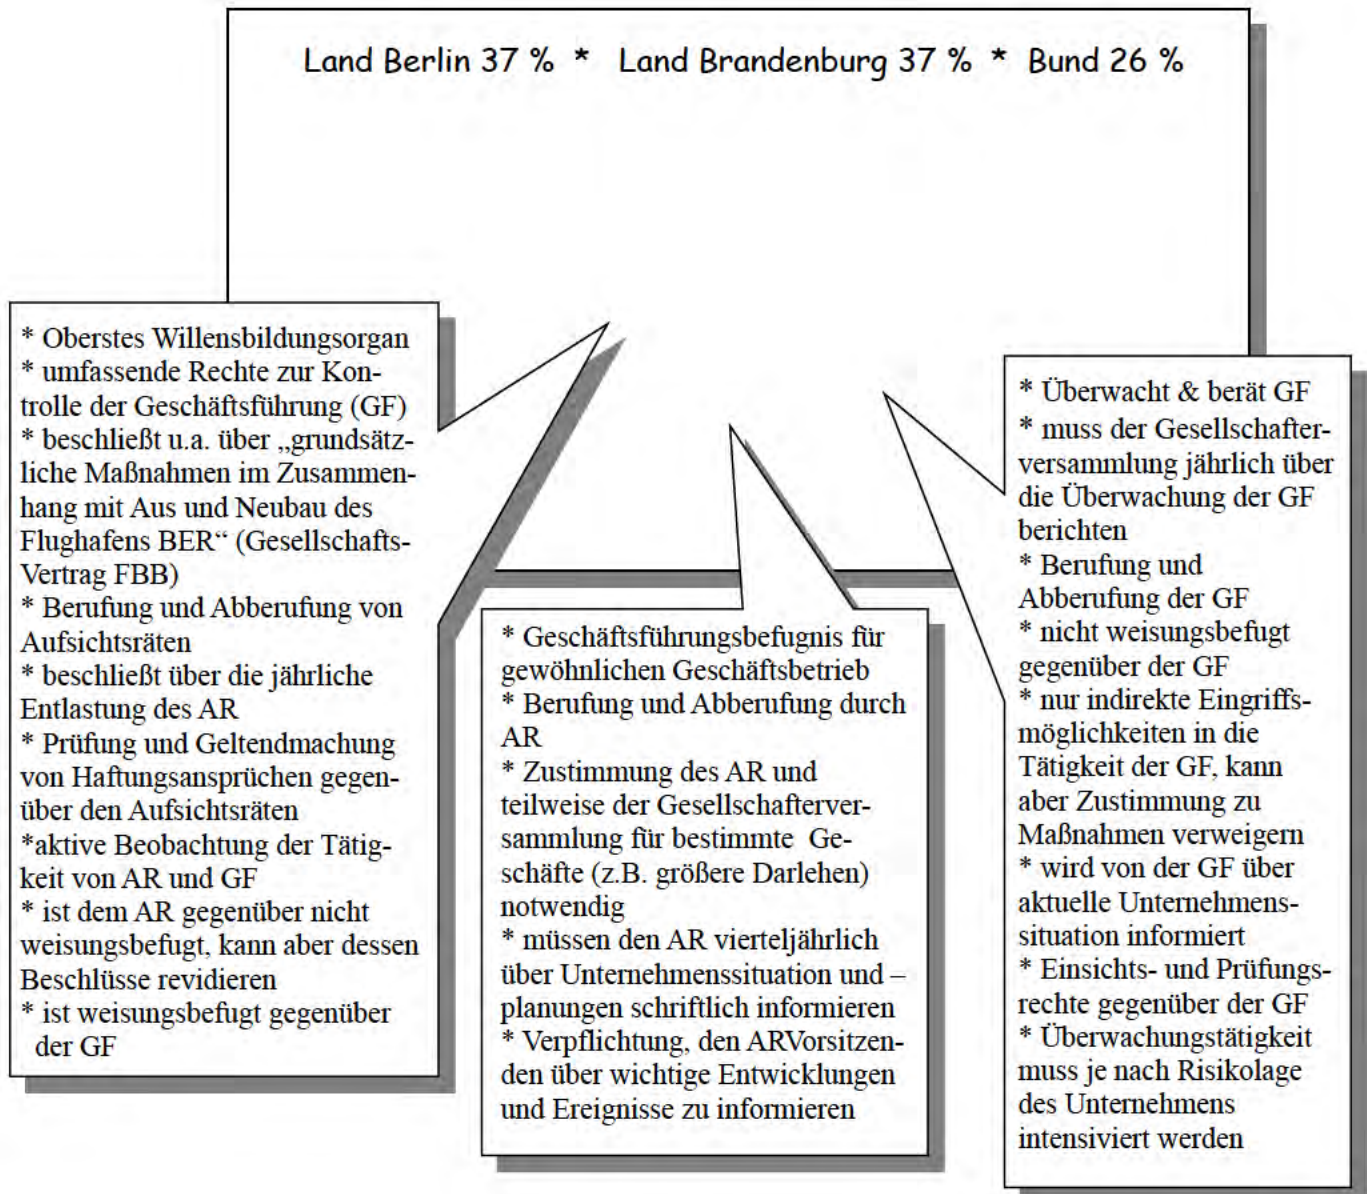 Land Berlin 37 % * Land Brandenburg 37 % * Bund 26 %
* Oberstes Willensbildungsorgan
* umfassende Rechte zur Kon-
trolle der Geschäftsführung (GF)
* beschließt u.a. über „grundsätz-
liche Maßnahmen im Zusammen-
hang mit Aus und Neubau des
Flughafens BER“ (Gesellschafts-
Vertrag FBB)
* Berufung und Abberufung von
Aufsichtsräten
* beschließt über die jährliche
Entlastung des AR
* Prüfung und Geltendmachung
von Haftungsansprüchen gegen-
über den Aufsichtsräten
*aktive Beobachtung der Tätig-
keit von AR und GF
* ist dem AR gegenüber nicht
weisungsbefugt, kann aber dessen
Beschlüsse revidieren
* ist weisungsbefugt gegenüber
der GF
* Geschäftsführungsbefugnis für
gewöhnlichen Geschäftsbetrieb
* Berufung und Abberufung durch
AR
* Zustimmung des AR und
teilweise der Gesellschafterver-
sammlung für bestimmte Ge-
schäfte (z.B. größere Darlehen)
notwendig
* müssen den AR vierteljährlich
über Unternehmenssituation und –
planungen schriftlich informieren
* Verpflichtung, den ARVorsitzen-
den über wichtige Entwicklungen
und Ereignisse zu informieren
* Überwacht & berät GF
* muss der Gesellschafter-
versammlung jährlich über
die Überwachung der GF
berichten
* Berufung und
Abberufung der GF
* nicht weisungsbefugt
gegenüber der GF
* nur indirekte Eingriffs-
möglichkeiten in die
Tätigkeit der GF, kann
aber Zustimmung zu
Maßnahmen verweigern
* wird von der GF über
aktuelle Unternehmens-
situation informiert
* Einsichts- und Prüfungs-
rechte gegenüber der GF
* Überwachungstätigkeit
muss je nach Risikolage
des Unternehmens
intensiviert werden